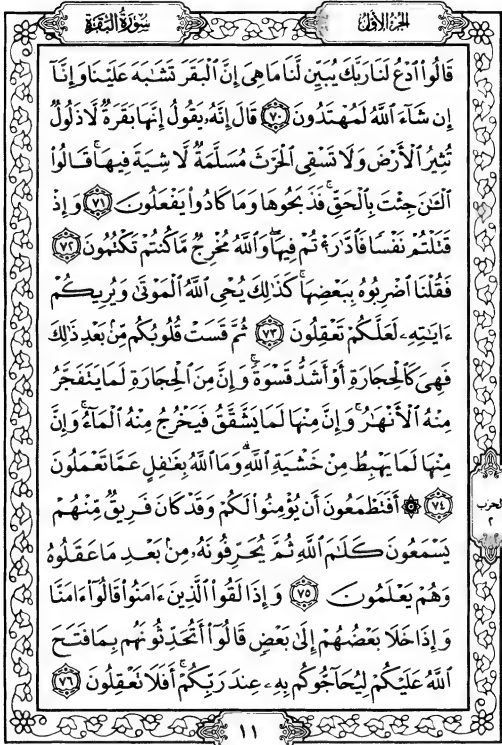 سُورَةُ البَقَرَةِ
الجُزءُ الأوَّلُ
قَالُواْ ٱدْعُ لَنَا رَبَّكَ يُبَيِّن لَّنَا مَا هِىَ إِنَّ ٱلْبَقَرَ تَشَـٰبَهَ عَلَيْنَا وَإِنَّآ
إِن شَآءَ ٱللَّهُ لَمُهْتَدُونَ ٧٠ قَالَ إِنَّهُۥ يَقُولُ إِنَّهَا بَقَرَةٌ لَّا ذَلُولٌ
تُثِيرُ ٱلْأَرْضَ وَلَا تَسْقِى ٱلْحَرْثَ مُسَلَّمَةٌ لَّا شِيَةَ فِيهَا ۚ قَالُواْ
ٱلْـَٔـٰنَ جِئْتَ بِٱلْحَقِّ ۚ فَذَبَحُوهَا وَمَا كَادُواْ يَفْعَلُونَ ٧١ وَإِذْ
قَتَلْتُمْ نَفْسًا فَٱدَّٰرَْٰٔتُمْ فِيهَا ۖ وَٱللَّهُ مُخْرِجٌ مَّا كُنتُمْ تَكْتُمُونَ ٧٢
فَقُلْنَا ٱضْرِبُوهُ بِبَعْضِهَا ۚ كَذَٰلِكَ يُحْىِ ٱللَّهُ ٱلْمَوْتَىٰ وَيُرِيكُمْ
ءَايَـٰتِهِۦ لَعَلَّكُمْ تَعْقِلُونَ ٧٣ ثُمَّ قَسَتْ قُلُوبُكُم مِّنۢ بَعْدِ ذَٰلِكَ
فَهِىَ كَٱلْحِجَارَةِ أَوْ أَشَدُّ قَسْوَةً ۚ وَإِنَّ مِنَ ٱلْحِجَارَةِ لَمَا يَتَفَجَّرُ
مِنْهُ ٱلْأَنْهَـٰرُ ۚ وَإِنَّ مِنْهَا لَمَا يَشَّقَّقُ فَيَخْرُجُ مِنْهُ ٱلْمَآءُ ۚ وَإِنَّ
مِنْهَا لَمَا يَهْبِطُ مِنْ خَشْيَةِ ٱللَّهِ ۗ وَمَا ٱللَّهُ بِغَـٰفِلٍ عَمَّا تَعْمَلُونَ
٧٤ ۞ أَفَتَطْمَعُونَ أَن يُؤْمِنُواْ لَكُمْ وَقَدْ كَانَ فَرِيقٌ مِّنْهُمْ
يَسْمَعُونَ كَلَـٰمَ ٱللَّهِ ثُمَّ يُحَرِّفُونَهُۥ مِنۢ بَعْدِ مَا عَقَلُوهُ
وَهُمْ يَعْلَمُونَ ٧٥ وَإِذَا لَقُواْ ٱلَّذِينَ ءَامَنُواْ قَالُوٓاْ ءَامَنَّا
وَإِذَا خَلَا بَعْضُهُمْ إِلَىٰ بَعْضٍ قَالُوٓاْ أَتُحَدِّثُونَهُم بِمَا فَتَحَ
ٱللَّهُ عَلَيْكُمْ لِيُحَآجُّوكُم بِهِۦ عِندَ رَبِّكُمْ ۚ أَفَلَا تَعْقِلُونَ ٧٦
الحزب
٢
١١